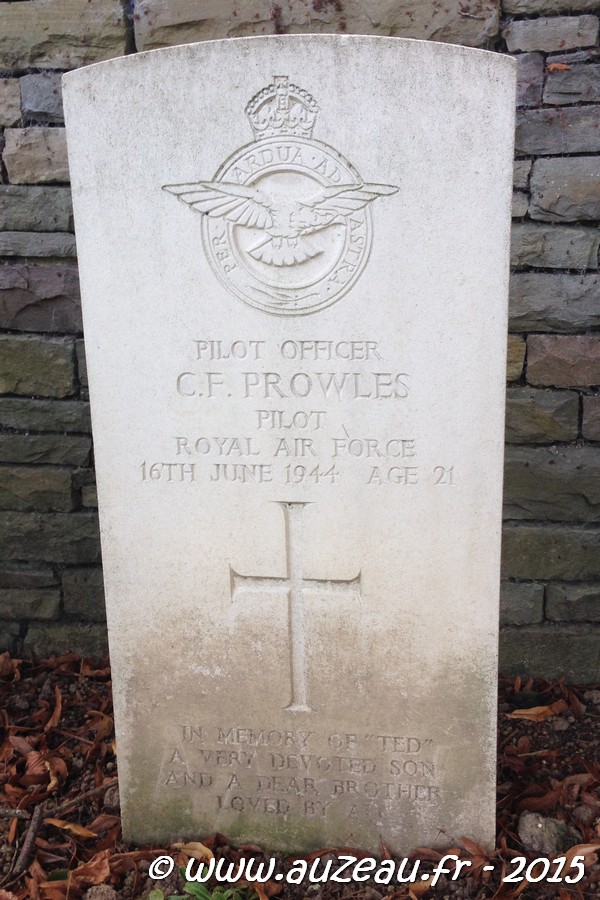 PER ARDUA AD ASTRA
PILOT OFFICER
C.F. PROWLES
PILOT
ROYAL AIR FORCE
16TH JUNE 1944 AGE 21
IN MEMORY OF "TED"
A VERY DEVOTED SON
AND A DEAR BROTHER
LOVED BY
© www.auzeau.fr - 2015